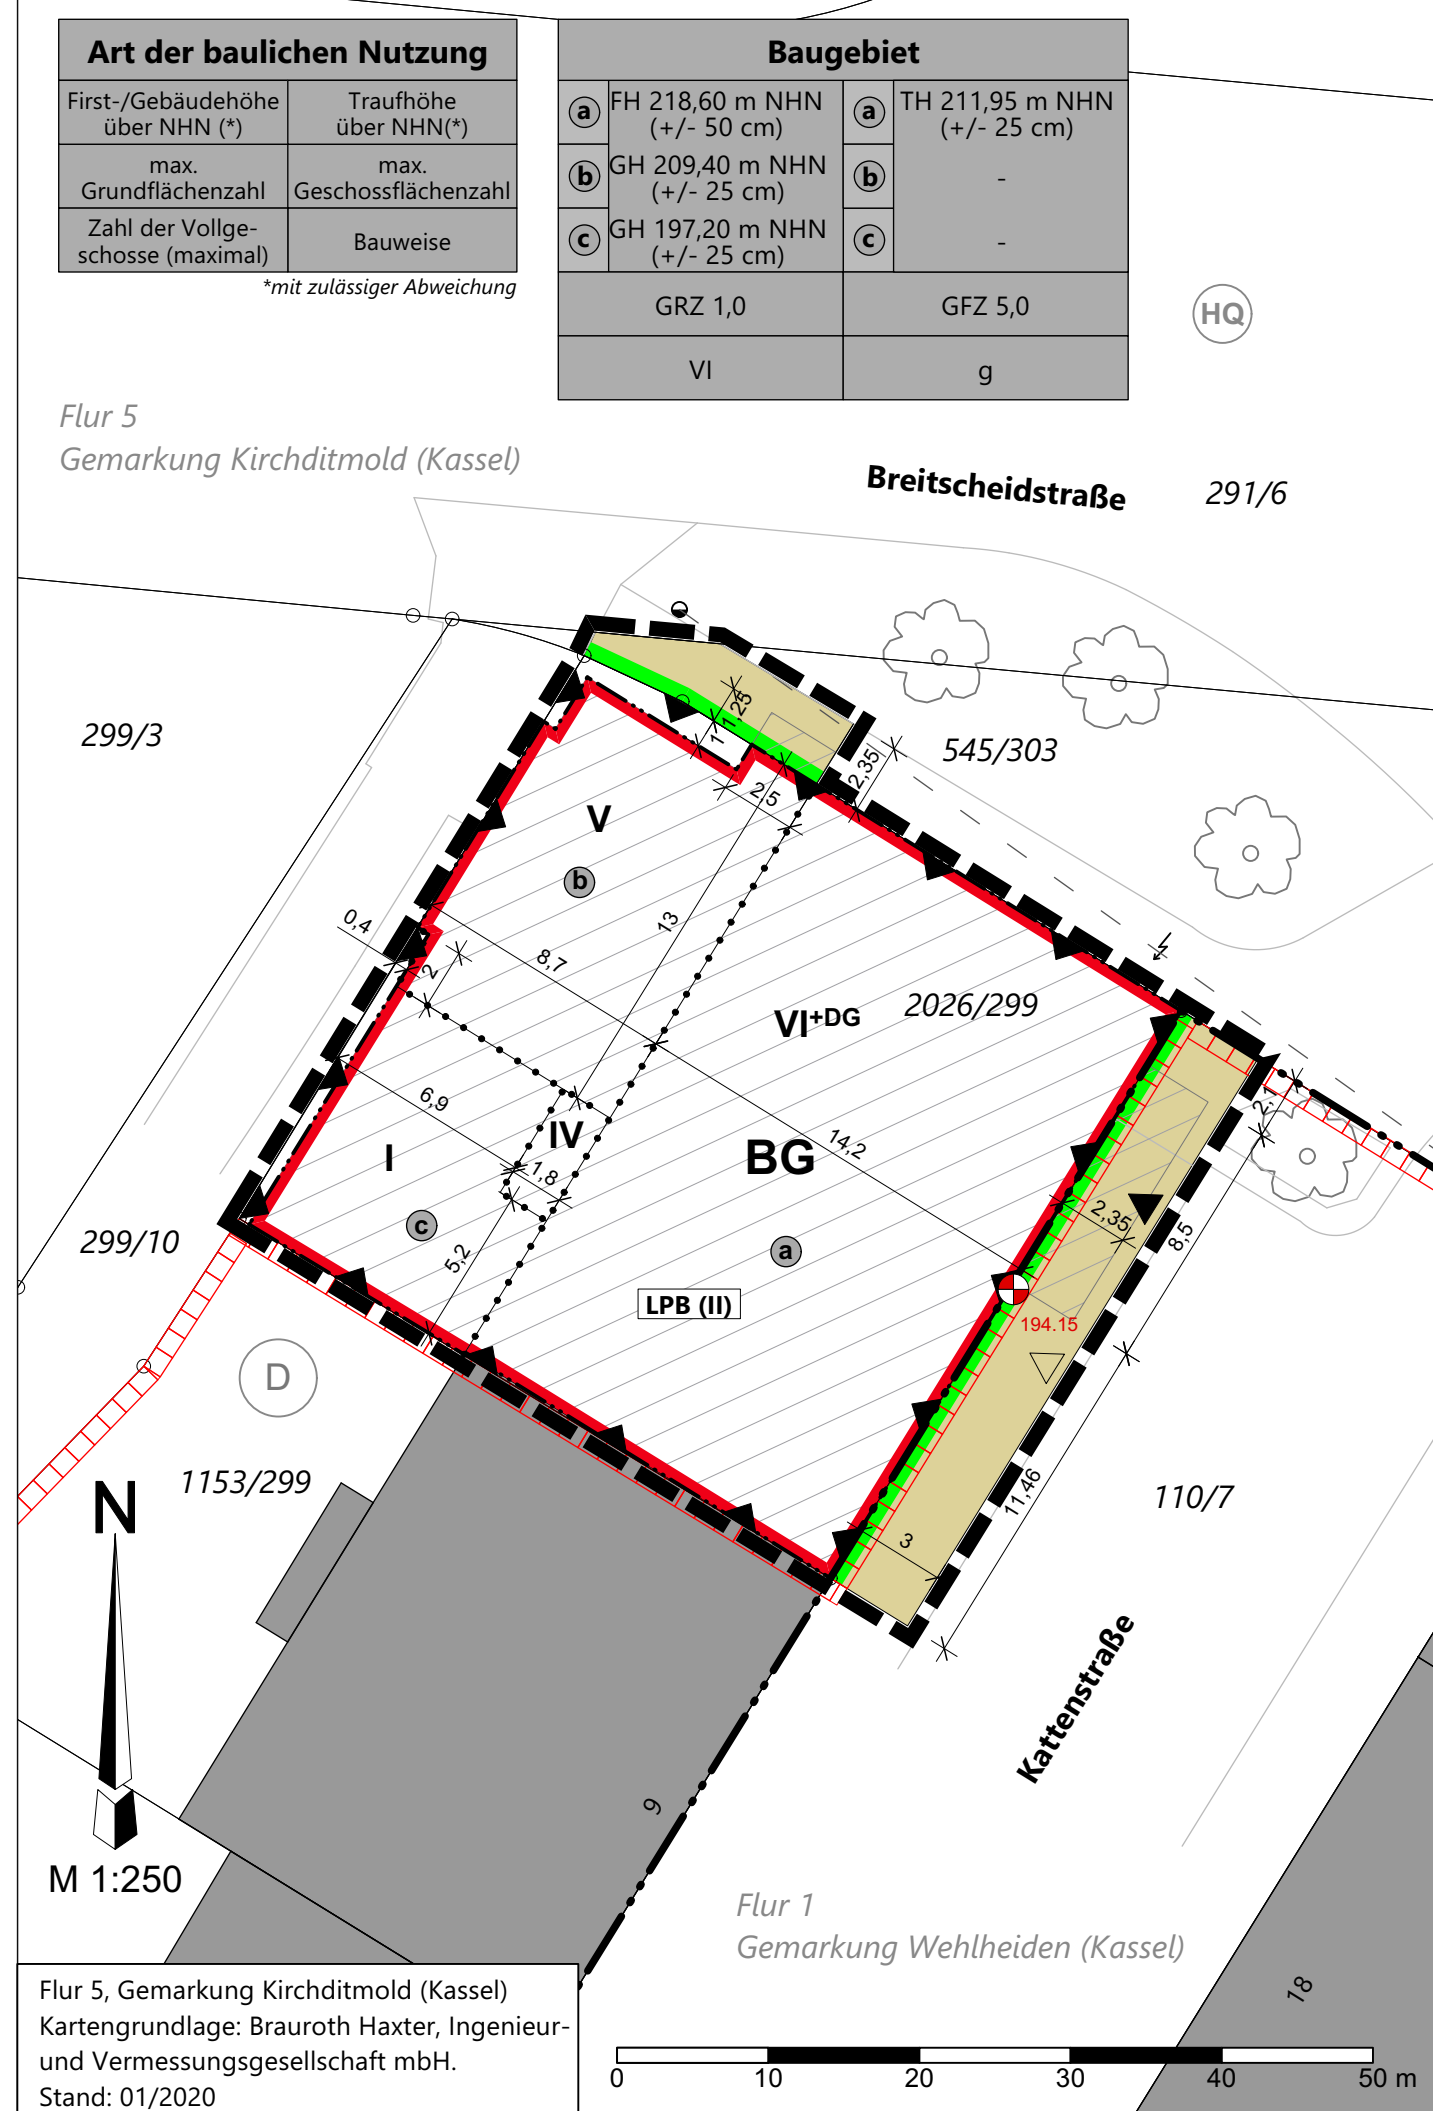 Art der baulichen Nutzung
First-/Gebäudehöhe
über NHN (*)
Traufhöhe
über NHN(*)
max.
Grundflächenzahl
max.
Geschossflächenzahl
Zahl der Vollge-
schosse (maximal)
Bauweise
*mit zulässiger Abweichung
Baugebiet
a
FH 218,60 m NHN
(+/- 50 cm)
a
TH 211,95 m NHN
(+/- 25 cm)
b
GH 209,40 m NHN
(+/- 25 cm)
b
-
c
GH 197,20 m NHN
(+/- 25 cm)
c
-
GRZ 1,0
GFZ 5,0
VI
g
HQ
Flur 5
Gemarkung Kirchditmold (Kassel)
Breitscheidstraße
291/6
299/3
545/303
1,25
1
2,35
2,5
V
b
13
0,4
2
8,7
2026/299
VI+DG
6,9
IV
I
1,8
BG
14,2
2,1
2,35
8,5
c
299/10
5,2
a
LPB (II)
194.15
D
1153/299
11,46
110/7
3
N
Kattenstraße
9
M 1:250
Flur 1
Gemarkung Wehlheiden (Kassel)
18
Flur 5, Gemarkung Kirchditmold (Kassel)
Kartengrundlage: Brauroth Haxter, Ingenieur-
und Vermessungsgesellschaft mbH.
Stand: 01/2020
0 10 20 30 40 50 m